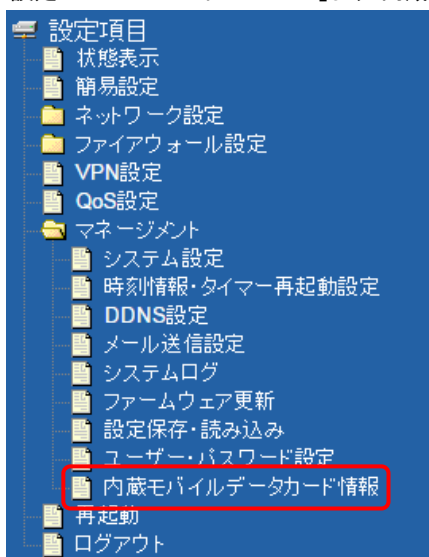 設定項目
状態表示
簡易設定
ネットワーク設定
ファイアウォール設定
VPN設定
QoS設定
マネージメント
システム設定
時刻情報・タイマー再起動設定
DDNS設定
メール送信設定
システムログ
ファームウェア更新
設定保存・読み込み
ユーザー・パスワード設定
内蔵モバイルデータカード情報
再起動
ログアウト